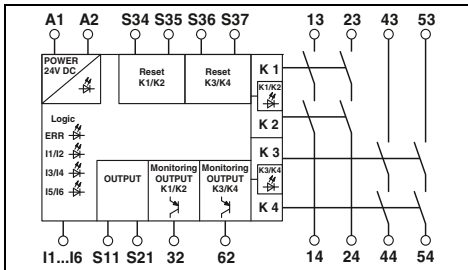 A1 A2 S34 S35 S36 S37 13 23 43 53
POWER
24V DC
Reset
K1/K2
Reset
K3/K4
K 1
K1/K2
K 2
Logic
ERR
I1/I2
I3/I4
I5/I6
K 3
K3/K4
K 4
OUTPUT
Monitoring
OUTPUT
K1/K2
Monitoring
OUTPUT
K3/K4
I1...I6 S11 S21 32 62 14 24 44 54